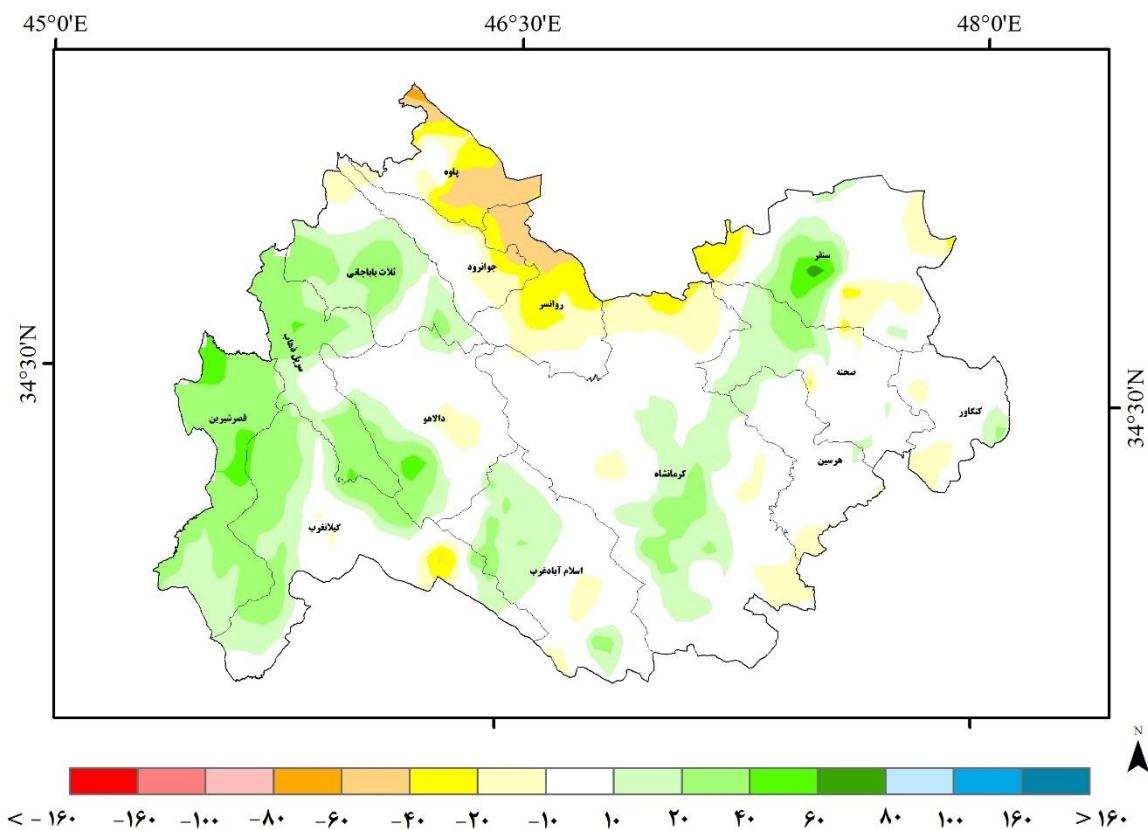 45°0'E 46°30'E 48°0'E
34°30'N
34°30'N
پاوه
سنقر
ثلاث باباجانی
جوانرود
روانسر
سرپل ذهاب
صحنه
کنگاور
قصرشیرین
دالاهو
هرسین
کرمانشاه
گیلانغرب
اسلام آبادغرب
N
< -۱۶۰ -۱۶۰ -۱۰۰ -۸۰ -۶۰ -۴۰ -۲۰ -۱۰ ۱۰ ۲۰ ۴۰ ۶۰ ۸۰ ۱۰۰ ۱۶۰ >۱۶۰